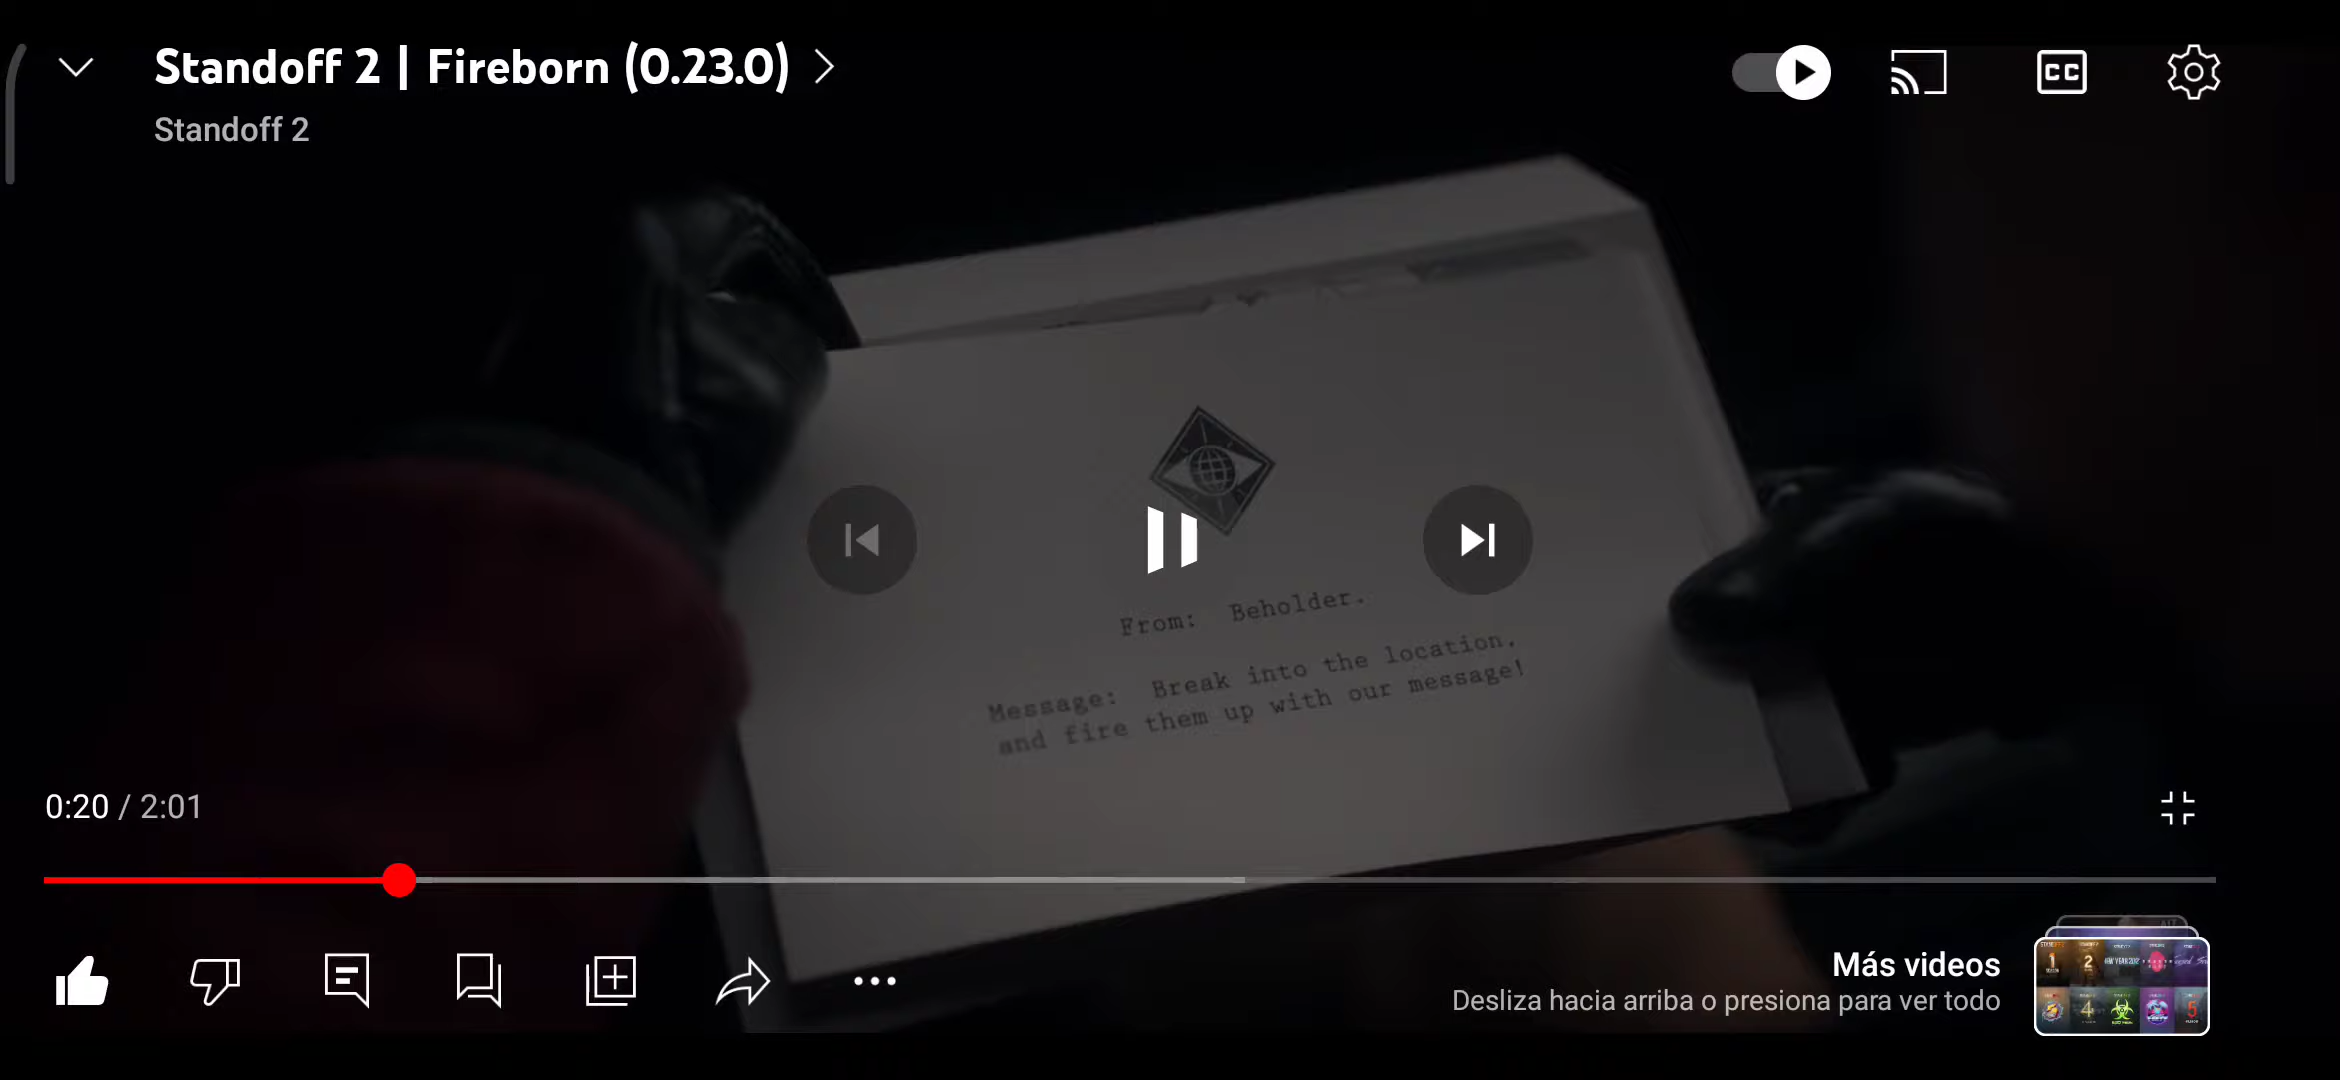 Standoff 2 | Fireborn (0.23.0)
Standoff 2
CC
From: Beholder.
Message: Break into the location.
and fire them up with our message!
0:20 / 2:01
Más videos
Desliza hacia arriba o presiona para ver todo